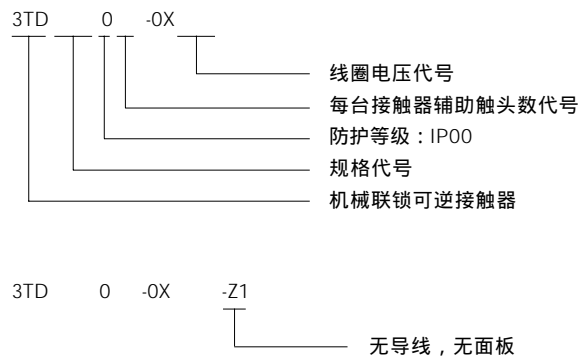 3TD 0 -0X
线圈电压代号
每台接触器辅助触头数代号
防护等级：IP00
规格代号
机械联锁可逆接触器
3TD 0 -0X -Z1
无导线，无面板